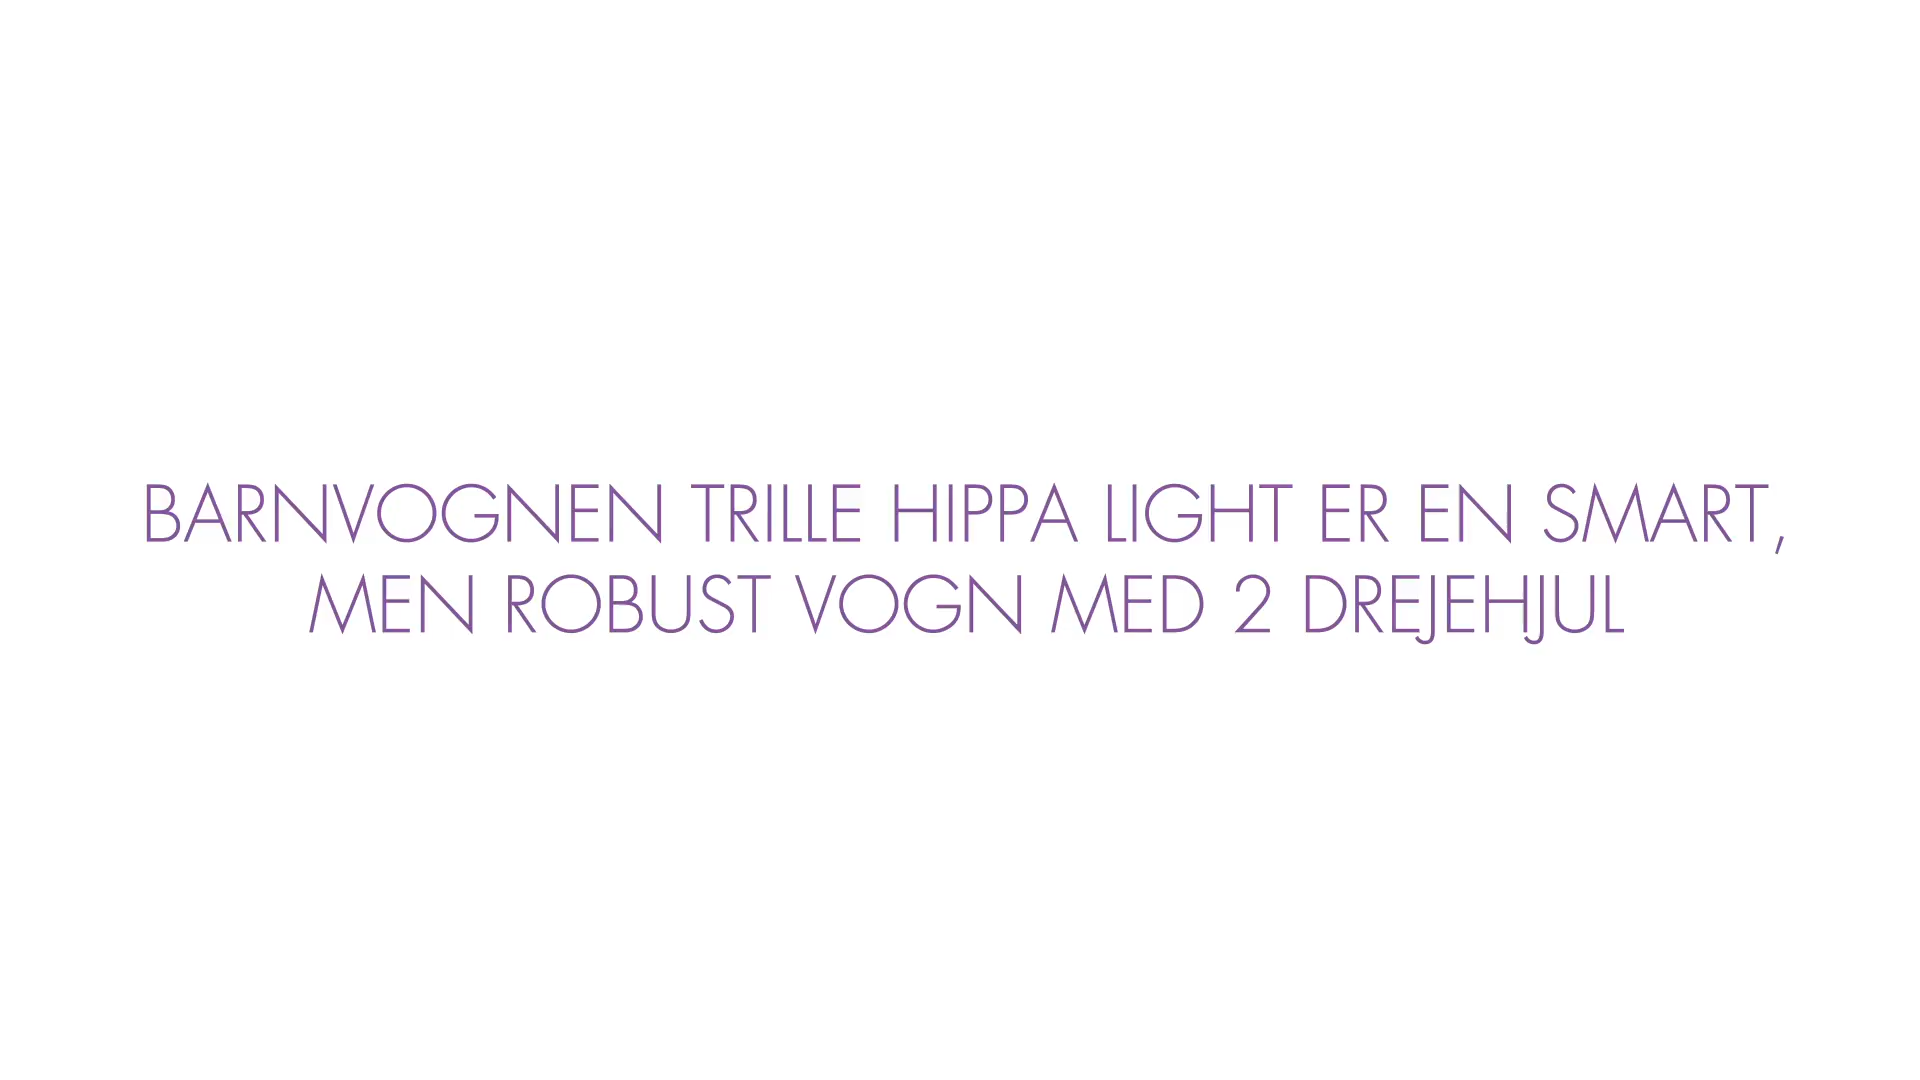 BARNVOGNEN TRILLE HIPPA LIGHT ER EN SMART,
MEN ROBUST VOGN MED 2 DREJEHJUL